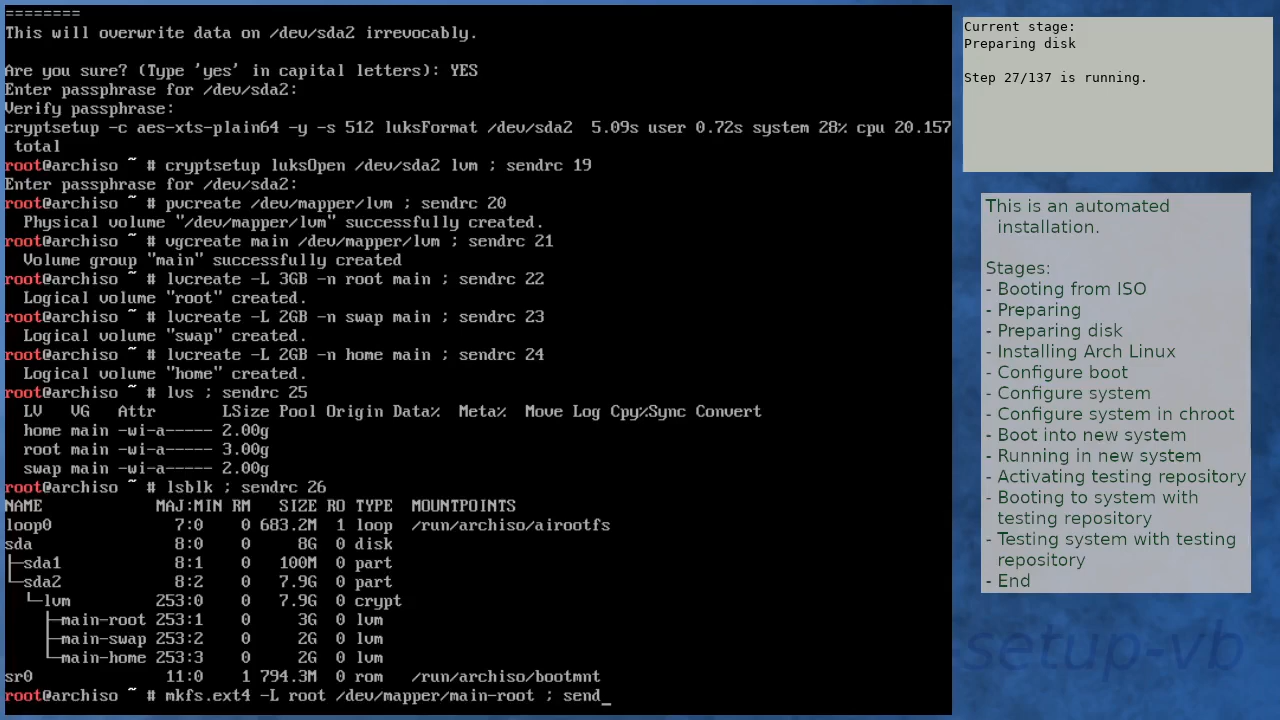 ========
This will overwrite data on /dev/sda2 irrevocably.
Are you sure? (Type 'yes' in capital letters): YES
Enter passphrase for /dev/sda2:
Verify passphrase:
cryptsetup -c aes-xts-plain64 -y -s 512 luksFormat /dev/sda2  5.09s user 0.72s system 28% cpu 20.157
 total
root@archiso ~ # cryptsetup luksOpen /dev/sda2 lvm ; sendrc 19
Enter passphrase for /dev/sda2:
root@archiso ~ # pvcreate /dev/mapper/lvm ; sendrc 20
  Physical volume "/dev/mapper/lvm" successfully created.
root@archiso ~ # vgcreate main /dev/mapper/lvm ; sendrc 21
  Volume group "main" successfully created
root@archiso ~ # lvcreate -L 3GB -n root main ; sendrc 22
  Logical volume "root" created.
root@archiso ~ # lvcreate -L 2GB -n swap main ; sendrc 23
  Logical volume "swap" created.
root@archiso ~ # lvcreate -L 2GB -n home main ; sendrc 24
  Logical volume "home" created.
root@archiso ~ # lvs ; sendrc 25
  LV   VG   Attr       LSize Pool Origin Data%  Meta%  Move Log Cpy%Sync Convert
  home main -wi-a----- 2.00g
  root main -wi-a----- 3.00g
  swap main -wi-a----- 2.00g
root@archiso ~ # lsblk ; sendrc 26
NAME            MAJ:MIN RM   SIZE RO TYPE  MOUNTPOINTS
loop0             7:0    0 683.2M  1 loop  /run/archiso/airootfs
sda               8:0    0     8G  0 disk
├─sda1            8:1    0   100M  0 part
└─sda2            8:2    0   7.9G  0 part
  └─lvm         253:0    0   7.9G  0 crypt
    ├─main-root 253:1    0     3G  0 lvm
    ├─main-swap 253:2    0     2G  0 lvm
    └─main-home 253:3    0     2G  0 lvm
sr0              11:0    1 794.3M  0 rom   /run/archiso/bootmnt
root@archiso ~ # mkfs.ext4 -L root /dev/mapper/main-root ; send_
Current stage:
Preparing disk
Step 27/137 is running.
This is an automated
installation.
Stages:
- Booting from ISO
- Preparing
- Preparing disk
- Installing Arch Linux
- Configure boot
- Configure system
- Configure system in chroot
- Boot into new system
- Running in new system
- Activating testing repository
- Booting to system with
testing repository
- Testing system with testing
repository
- End
setup-vb